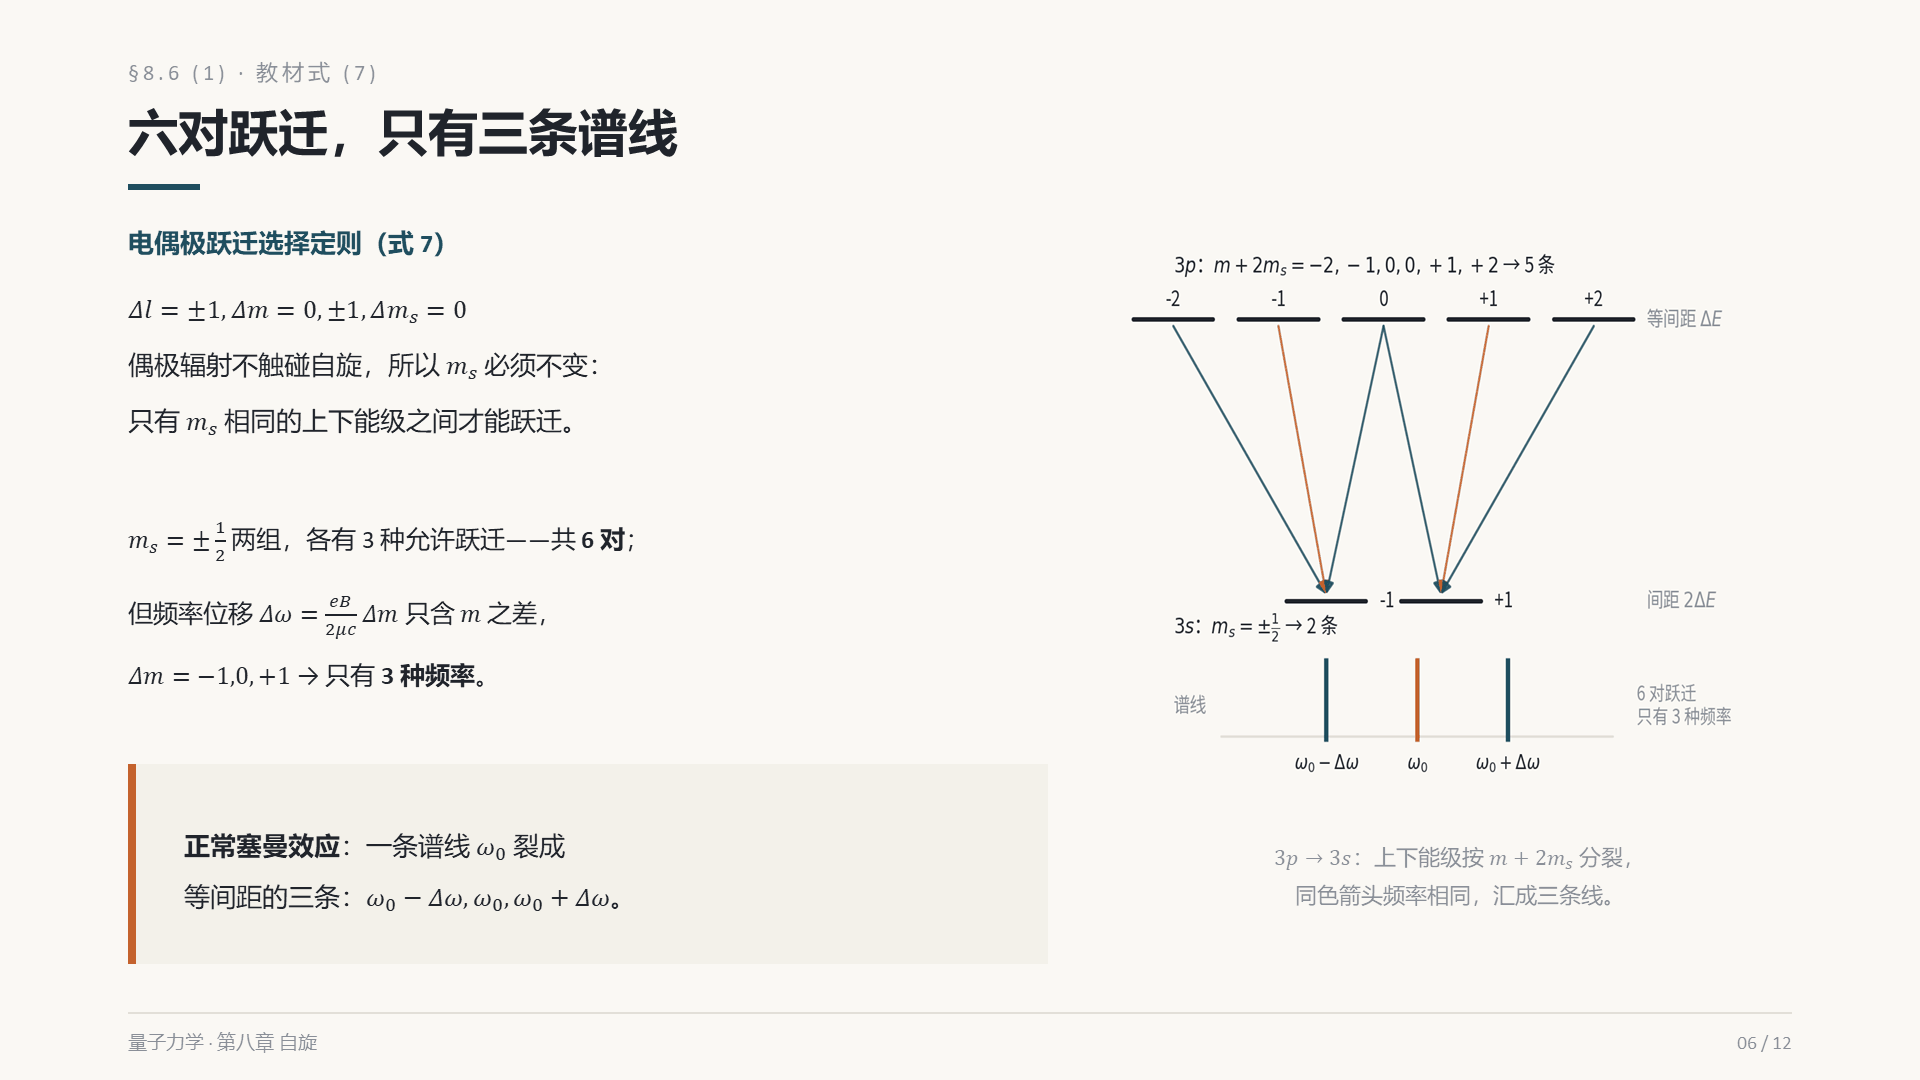 §8.6 (1) · 教材式 (7)
六对跃迁，只有三条谱线
电偶极跃迁选择定则（式 7）
Δl = ±1, Δm = 0, ±1, Δmₛ = 0
偶极辐射不触碰自旋，所以 mₛ 必须不变：
只有 mₛ 相同的上下能级之间才能跃迁。
mₛ = ±1/2 两组，各有 3 种允许跃迁——共 6 对；
但频率位移 Δω = eB/2μc Δm 只含 m 之差，
Δm = −1,0, +1 → 只有 3 种频率。
正常塞曼效应：一条谱线 ω₀ 裂成
等间距的三条：ω₀ − Δω, ω₀, ω₀ + Δω。
3p：m + 2mₛ = −2, −1, 0, 0, +1, +2 → 5 条
-2 -1 0 +1 +2
等间距 ΔE
-1 +1
间距 2ΔE
3s：mₛ = ±1/2 → 2 条
谱线
6 对跃迁
只有 3 种频率
ω₀ − Δω ω₀ ω₀ + Δω
3p → 3s：上下能级按 m + 2mₛ 分裂，
同色箭头频率相同，汇成三条线。
量子力学 · 第八章 自旋
06 / 12